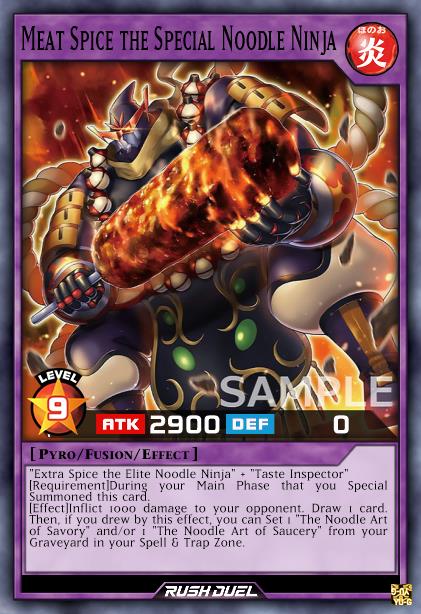 MEAT SPICE THE SPECIAL NOODLE NINJA
ほのお
炎
SAMPLE
LEVEL
9
ATK 2900 DEF 0
[ PYRO/FUSION/EFFECT ]
"Extra Spice the Elite Noodle Ninja" + "Taste Inspector"
[Requirement]During your Main Phase that you Special
Summoned this card.
[Effect]Inflict 1000 damage to your opponent. Draw 1 card.
Then, if you drew by this effect, you can Set 1 "The Noodle Art
of Savory" and/or 1 "The Noodle Art of Saucery" from your
Graveyard in your Spell & Trap Zone.
RUSH DUEL